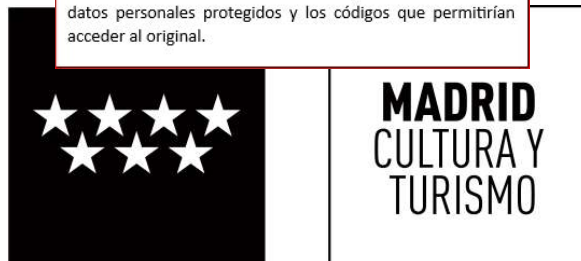 datos personales protegidos y los códigos que permitirían
acceder al original.
MADRID
CULTURA Y
TURISMO